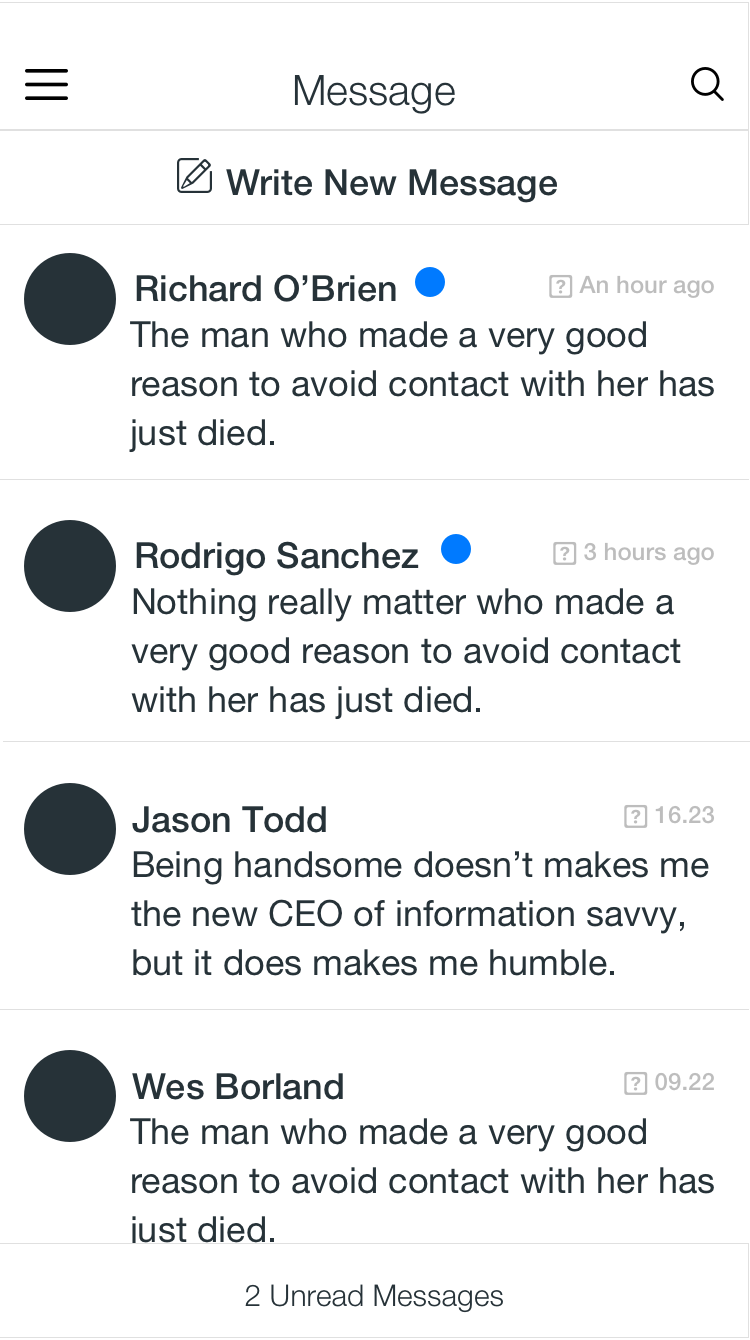 Message
Write New Message
Richard O’Brien
? An hour ago
The man who made a very good
reason to avoid contact with her has
just died.
Rodrigo Sanchez
? 3 hours ago
Nothing really matter who made a
very good reason to avoid contact
with her has just died.
Jason Todd
? 16.23
Being handsome doesn’t makes me
the new CEO of information savvy,
but it does makes me humble.
Wes Borland
? 09.22
The man who made a very good
reason to avoid contact with her has
just died.
2 Unread Messages